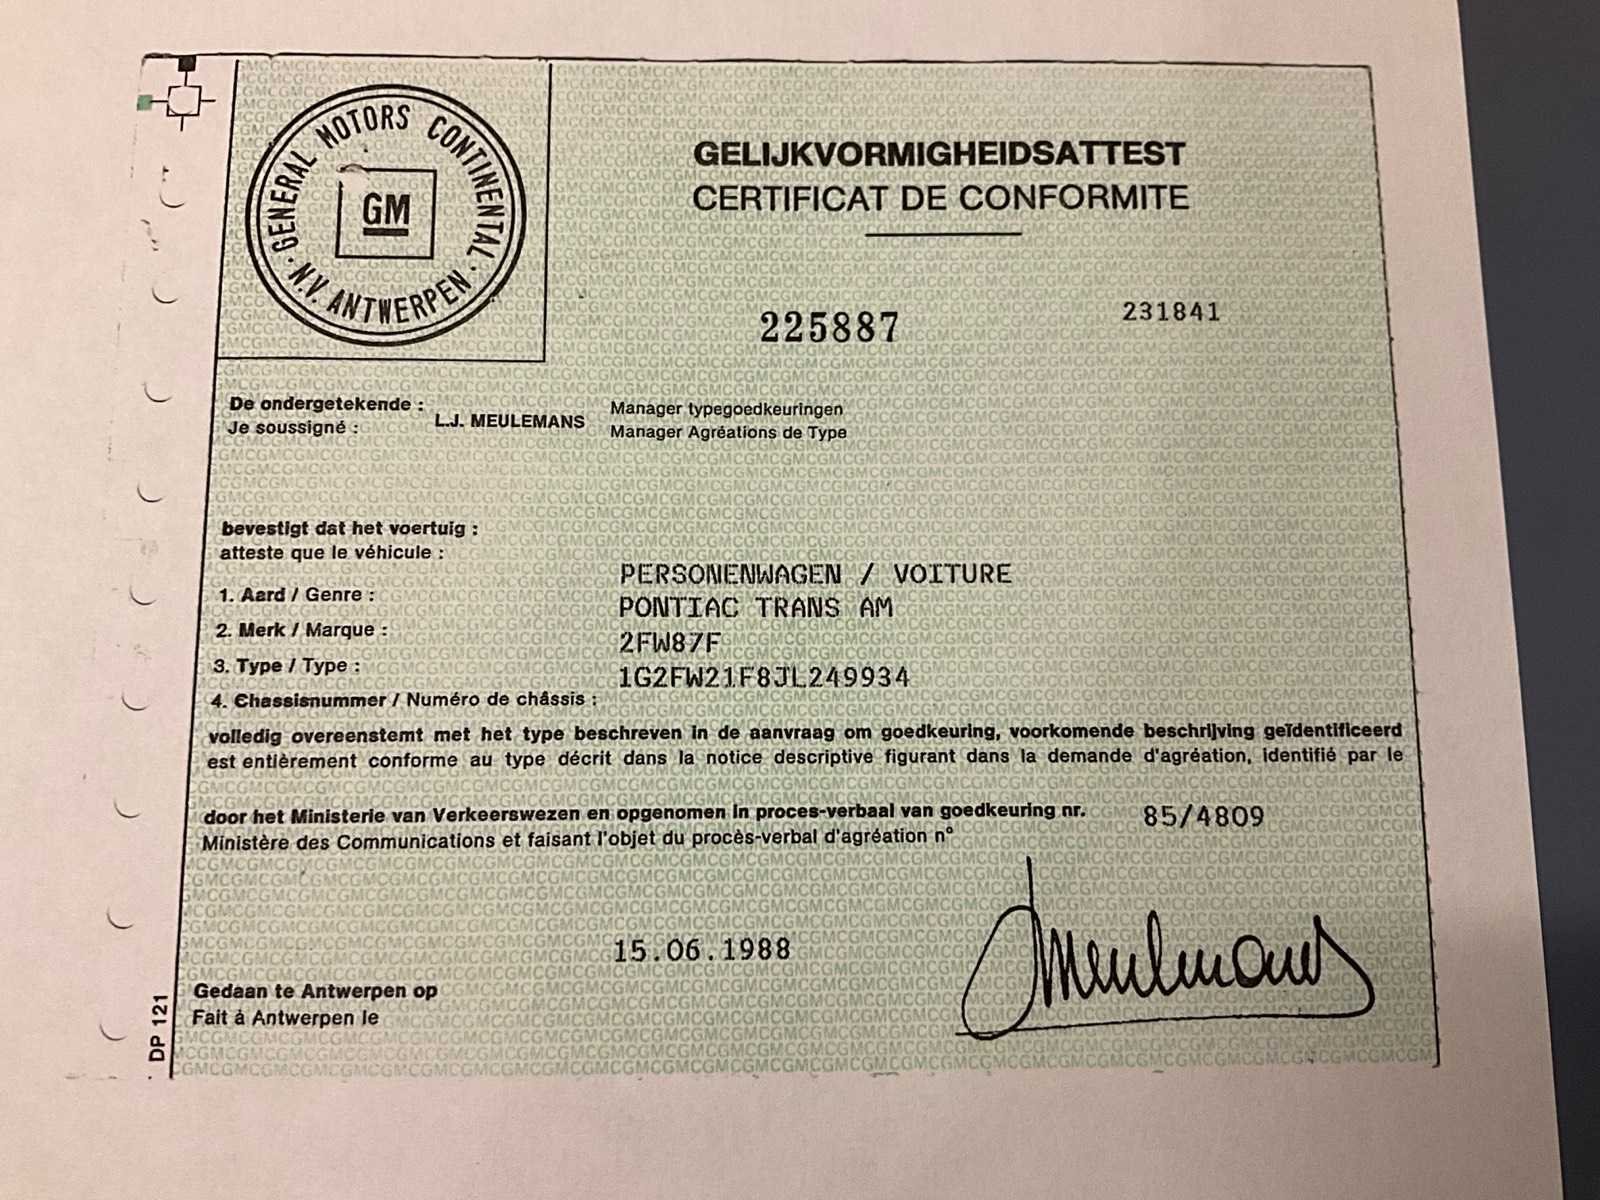 GENERAL MOTORS CONTINENTAL
· N.V. ANTWERPEN ·
GM
GELIJKVORMIGHEIDSATTEST
CERTIFICAT DE CONFORMITE
225887
231841
De ondergetekende :
Je soussigné :
L.J. MEULEMANS
Manager typegoedkeuringen
Manager Agréations de Type
bevestigt dat het voertuig :
atteste que le véhicule :
1. Aard / Genre :
PERSONENWAGEN / VOITURE
2. Merk / Marque :
PONTIAC TRANS AM
3. Type / Type :
2FW87F
4. Chassisnummer / Numéro de châssis :
1G2FW21F8JL249934
volledig overeenstemt met het type beschreven in de aanvraag om goedkeuring, voorkomende beschrijving geïdentificeerd
est entièrement conforme au type décrit dans la notice descriptive figurant dans la demande d'agréation, identifié par le
door het Ministerie van Verkeerswezen en opgenomen in proces-verbaal van goedkeuring nr.
Ministère des Communications et faisant l'objet du procès-verbal d'agréation n°
85/4809
15.06.1988
Meulemans
Gedaan te Antwerpen op
Fait à Antwerpen le
DP 121